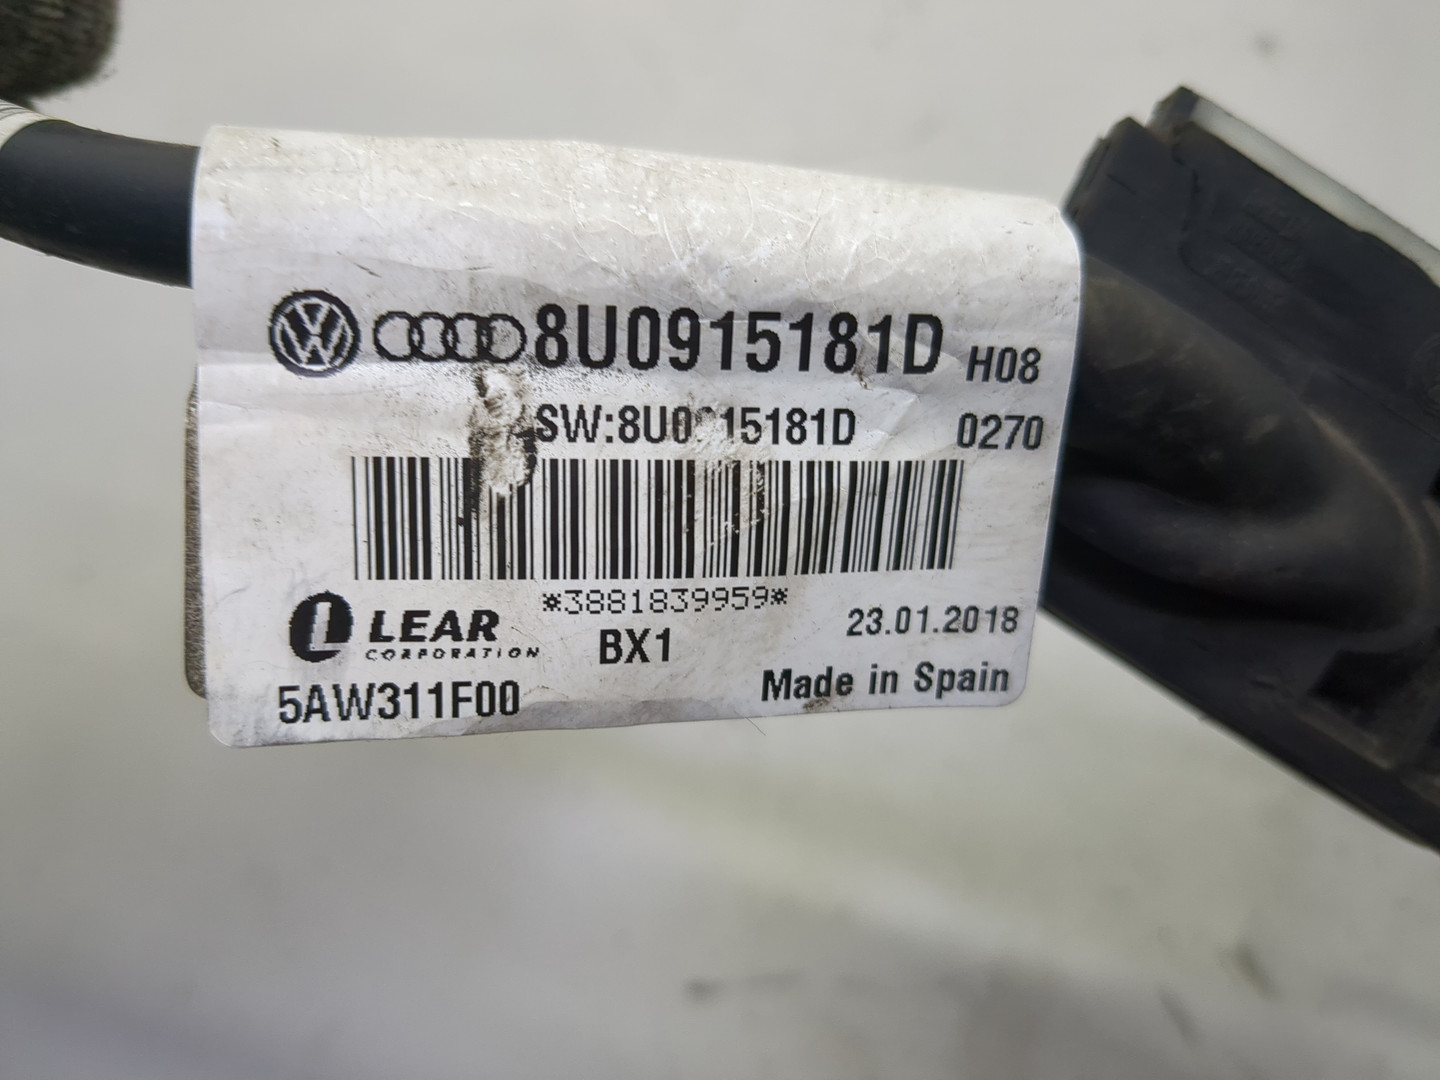 8U0915181D H08
SW:8U0915181D 0270
*3881839959*
LEAR
CORPORATION
BX1
23.01.2018
5AW311F00
Made in Spain